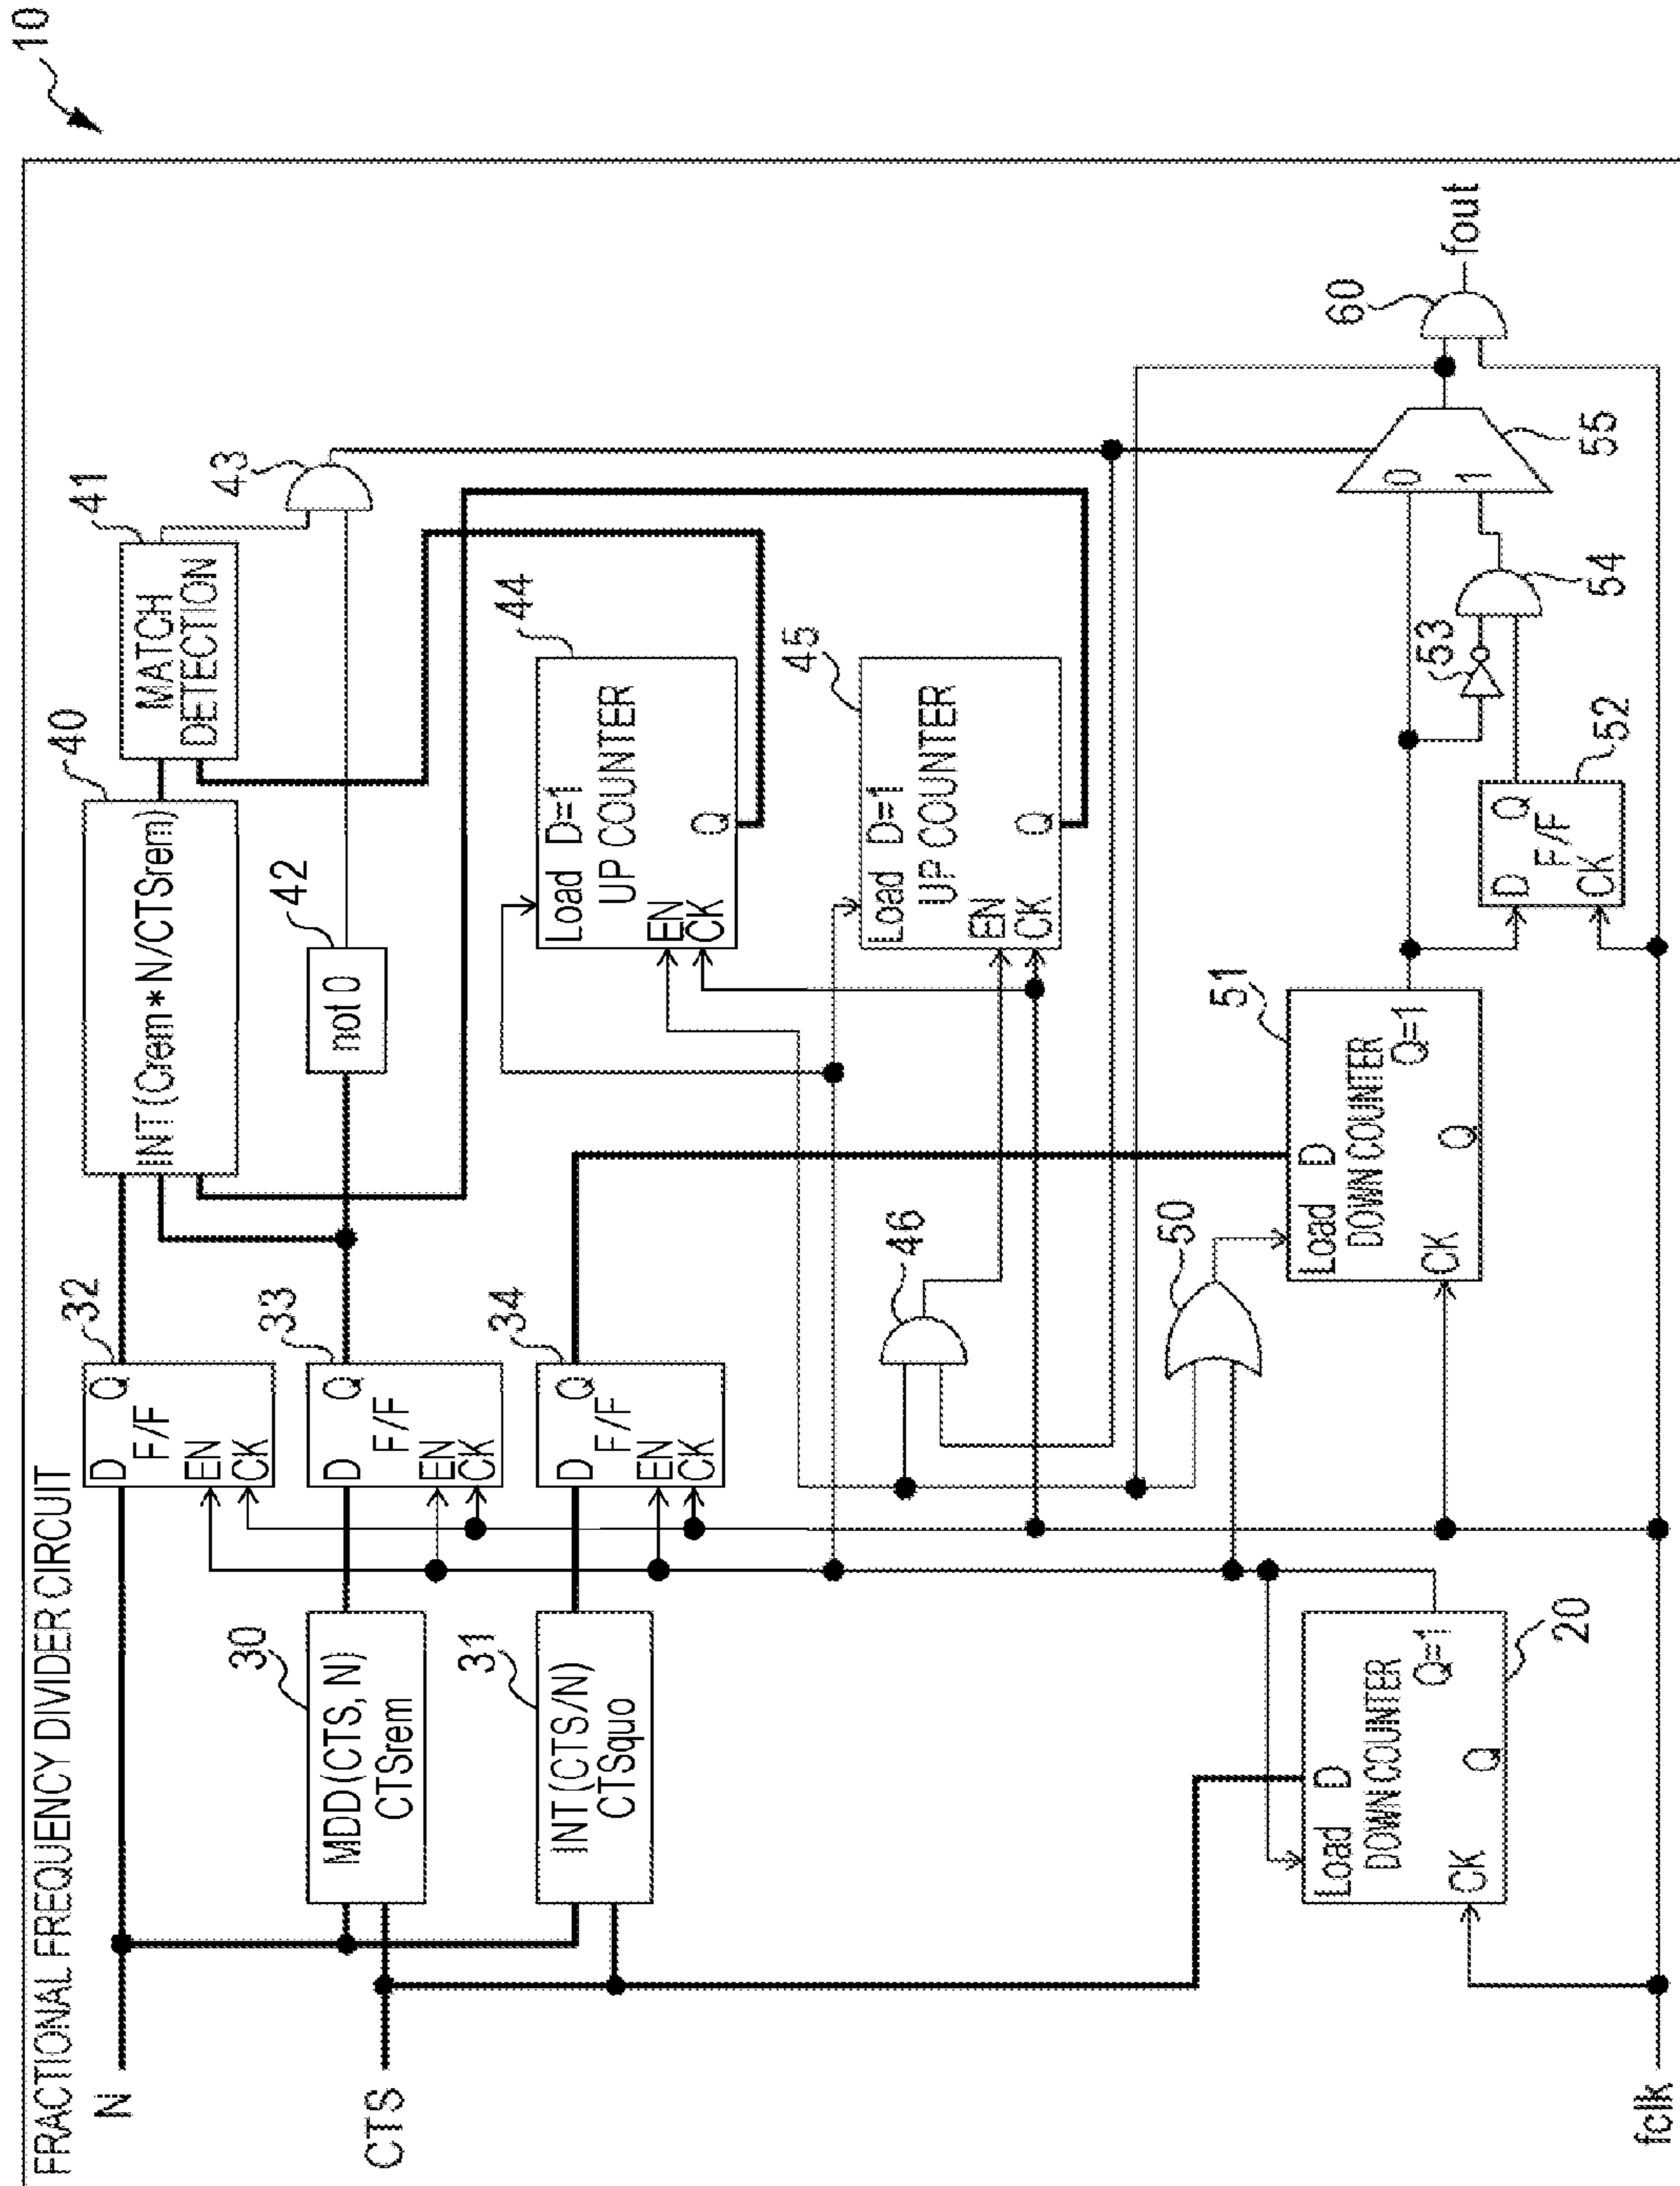 10
FRACTIONAL FREQUENCY DIVIDER CIRCUIT
N
CTS
fclk
30
MDD(CTS, N)
CTSrem
31
INT(CTS/N)
CTSquo
20
Load D
DOWN COUNTER
CK Q Q=1
32
D Q
F/F
EN
CK
33
D Q
F/F
EN
CK
34
D Q
F/F
EN
CK
40
INT(Crem*N/CTSrem)
41
MATCH
DETECTION
42
not 0
43
44
Load D=1
UP COUNTER
EN
CK Q
45
Load D=1
UP COUNTER
EN
CK Q
46
50
51
Load D
DOWN COUNTER
CK Q Q=1
52
D Q
F/F
CK
53
54
0
1
55
60
fout